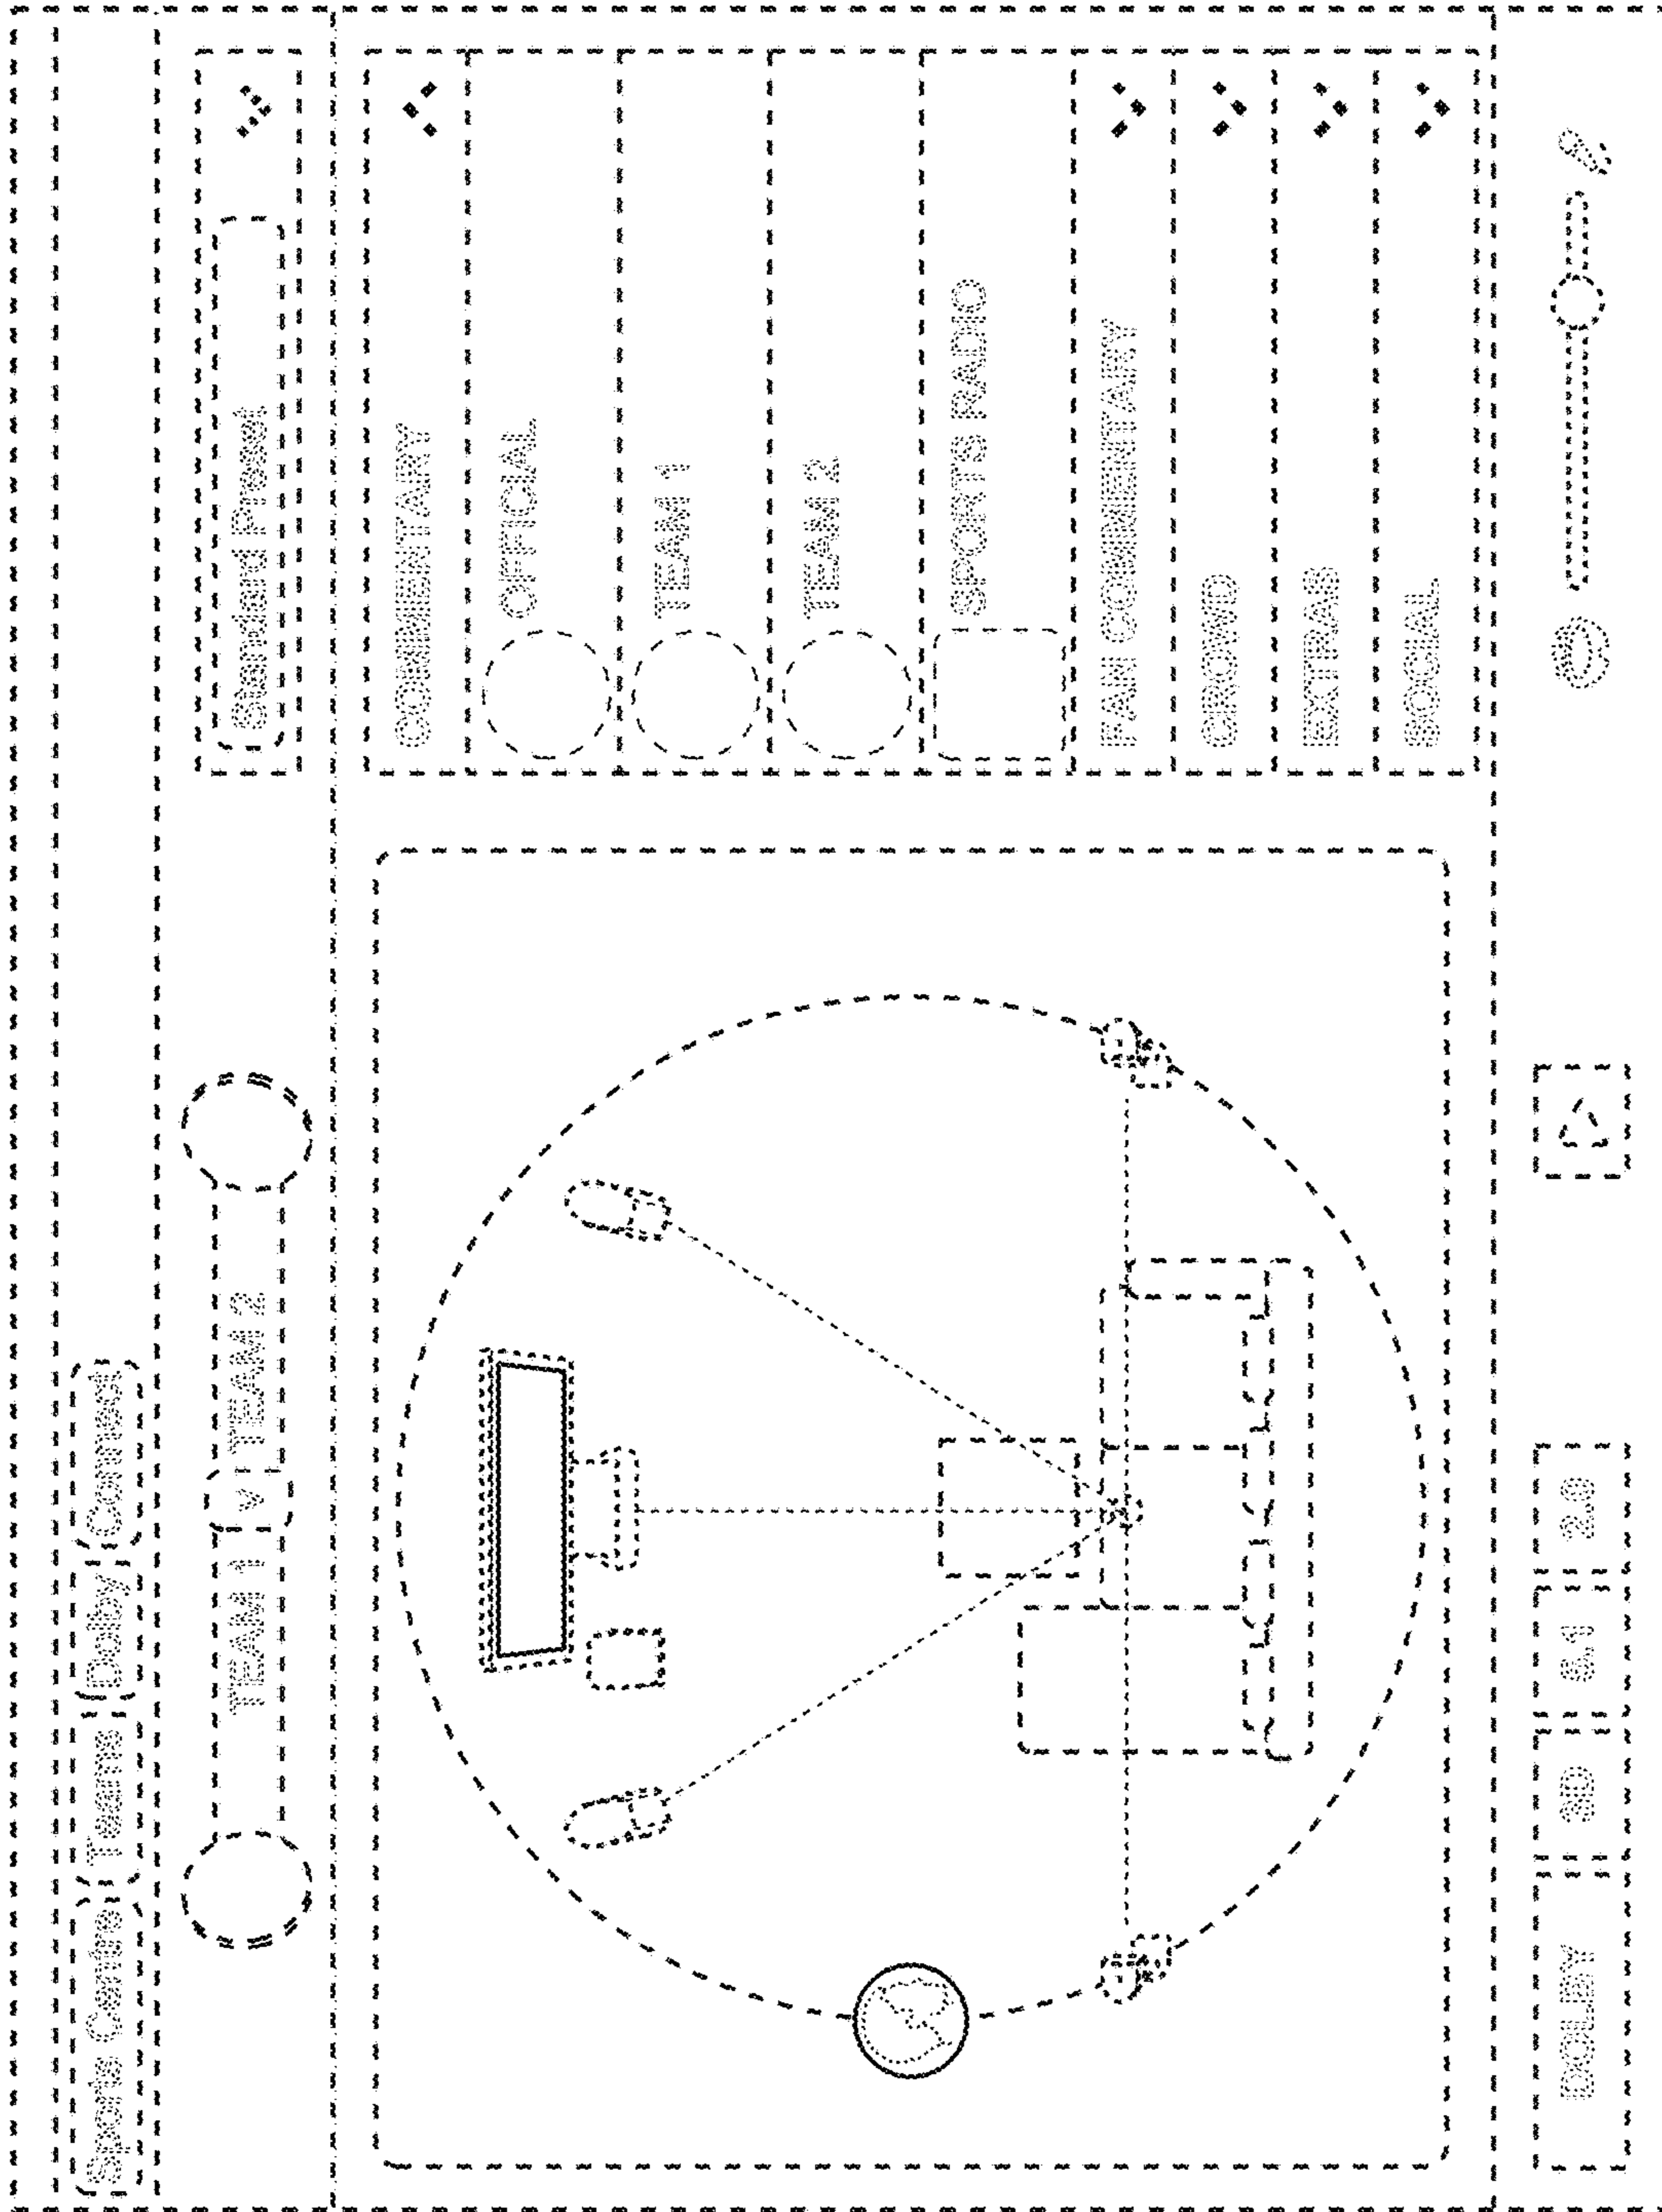 Sports Centre Teams Dolby Connect
TEAM 1 V TEAM 2
Standard Preset
COMMENTARY
OFFICIAL
TEAM 1
TEAM 2
SPORTS RADIO
FAN COMMENTARY
CROWD
EXTRAS
SOCIAL
DOLBY 3D 5.1 2.0